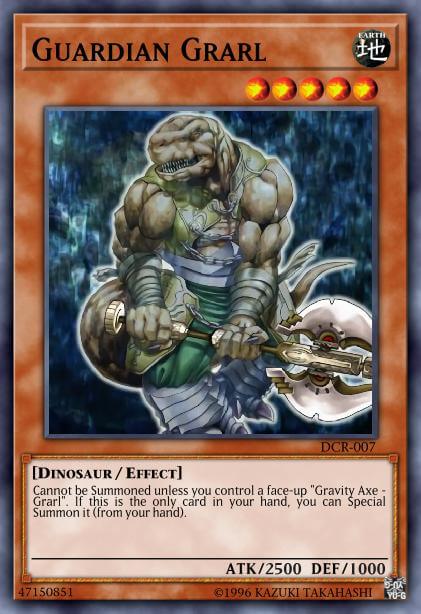 GUARDIAN GRARL
EARTH
地
DCR-007
[DINOSAUR / EFFECT]
Cannot be Summoned unless you control a face-up "Gravity Axe -
Grarl". If this is the only card in your hand, you can Special
Summon it (from your hand).
ATK/2500 DEF/1000
47150851
©1996 KAZUKI TAKAHASHI